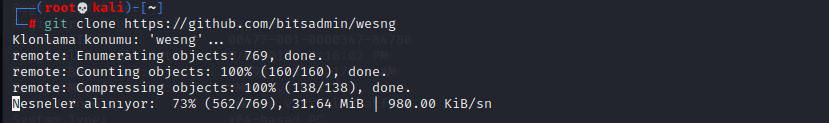 ┌──(root💀kali)-[~]
└─# git clone https://github.com/bitsadmin/wesng
Klonlama konumu: 'wesng'...
remote: Enumerating objects: 769, done.
remote: Counting objects: 100% (160/160), done.
remote: Compressing objects: 100% (138/138), done.
Nesneler alınıyor:  73% (562/769), 31.64 MiB | 980.00 KiB/sn